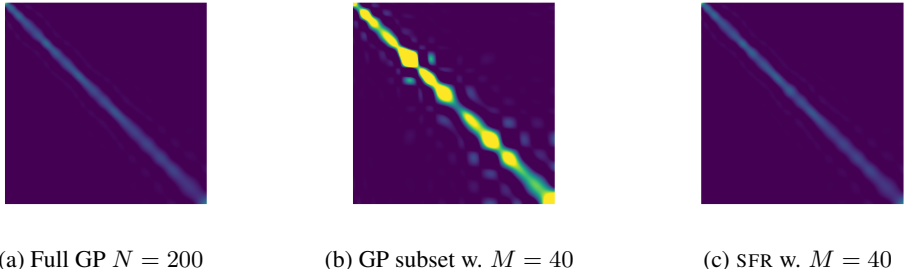 (a) Full GP N = 200
(b) GP subset w. M = 40
(c) SFR w. M = 40